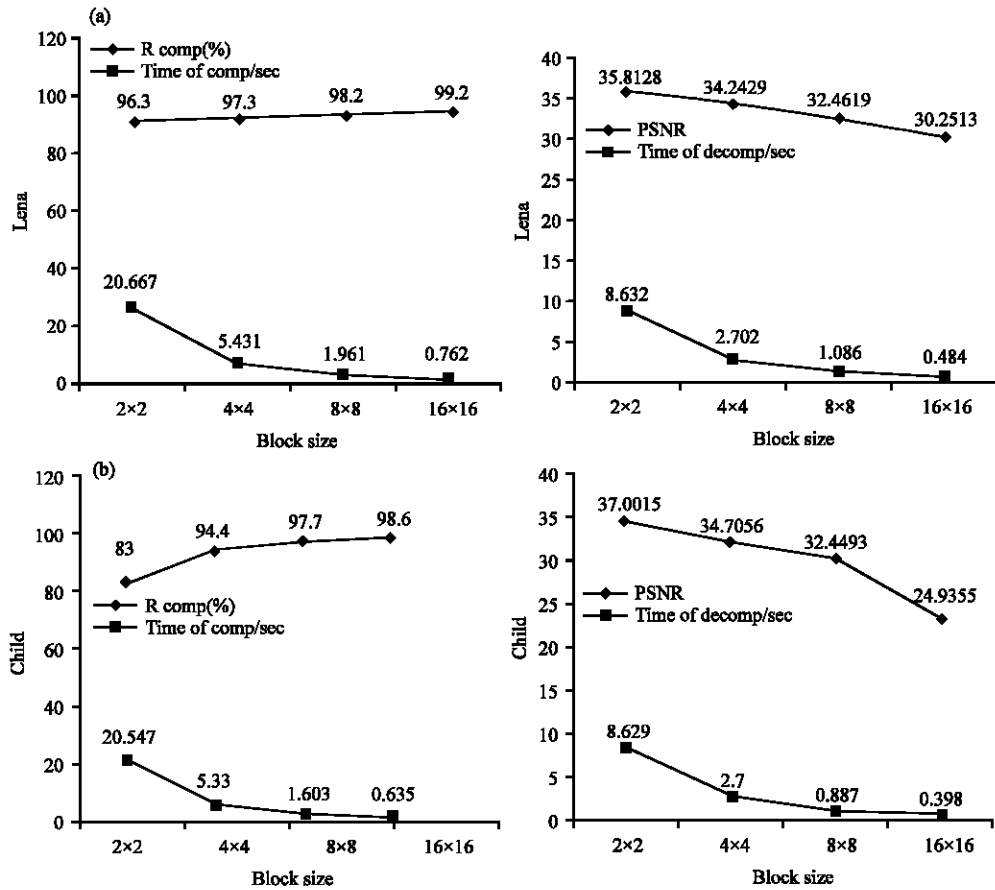 (a)
120
100
80
60
40
20
0
Lena
R comp(%)
Time of comp/sec
96.3 97.3 98.2 99.2
20.667 5.431 1.961 0.762
2×2 4×4 8×8 16×16
Block size
40
35
30
25
20
15
10
5
0
Lena
35.8128 34.2429 32.4619 30.2513
PSNR
Time of decomp/sec
8.632 2.702 1.086 0.484
2×2 4×4 8×8 16×16
Block size
(b)
120
100
80
60
40
20
0
Child
83 94.4 97.7 98.6
R comp(%)
Time of comp/sec
20.547 5.33 1.603 0.635
2×2 4×4 8×8 16×16
Block size
40
35
30
25
20
15
10
5
0
Child
37.0015 34.7056 32.4493 24.9355
PSNR
Time of decomp/sec
8.629 2.7 0.887 0.398
2×2 4×4 8×8 16×16
Block size